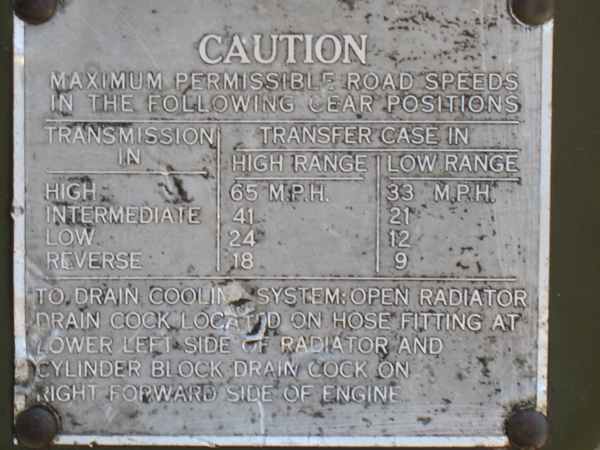 CAUTION
MAXIMUM PERMISSIBLE ROAD SPEEDS
IN THE FOLLOWING GEAR POSITIONS
TRANSMISSION IN TRANSFER CASE IN
HIGH RANGE LOW RANGE
HIGH 65 M.P.H. 33 M.P.H.
INTERMEDIATE 41 21
LOW 24 12
REVERSE 18 9
TO DRAIN COOLING SYSTEM: OPEN RADIATOR
DRAIN COCK LOCATED ON HOSE FITTING AT
LOWER LEFT SIDE OF RADIATOR AND
CYLINDER BLOCK DRAIN COCK ON
RIGHT FORWARD SIDE OF ENGINE